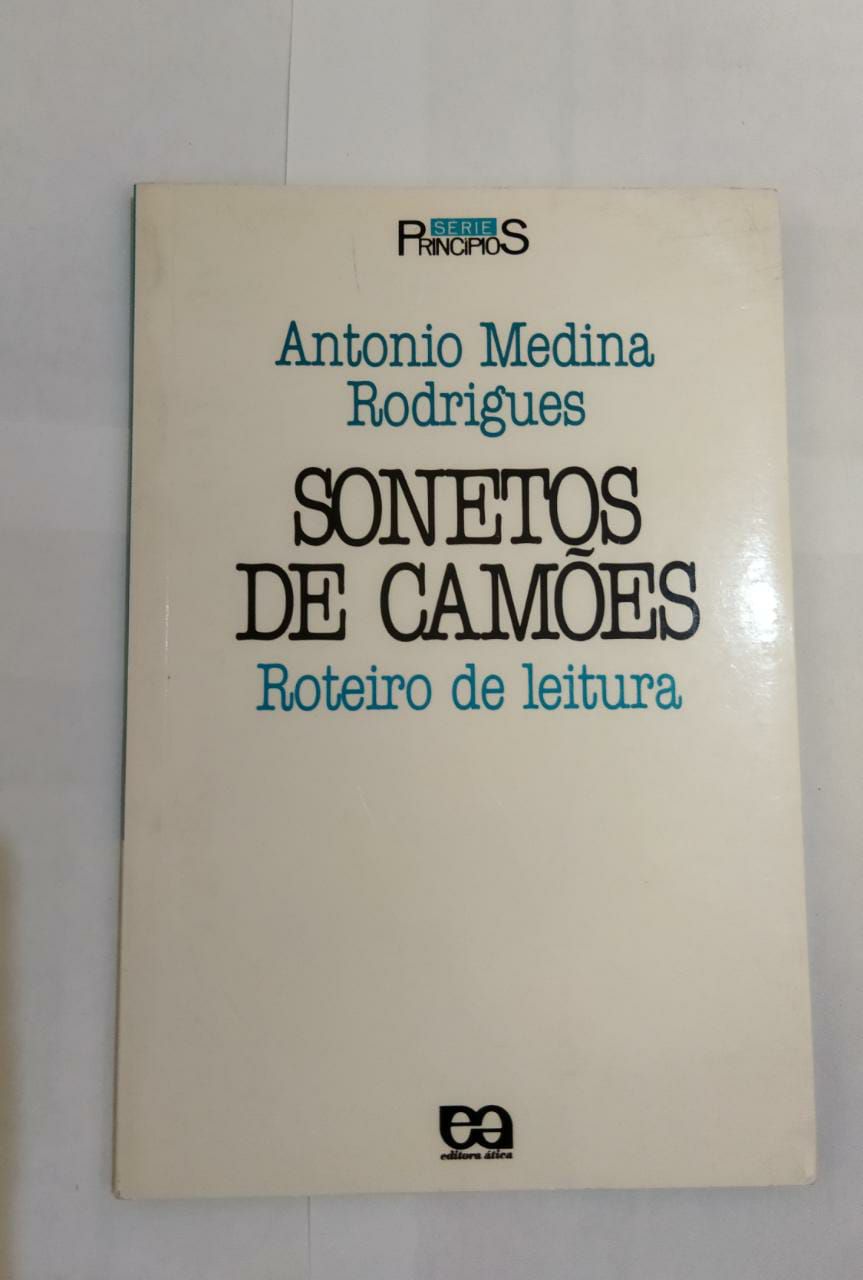 SÉRIE
PRINCÍPIOS
Antonio Medina
Rodrigues
SONETOS
DE CAMÕES
Roteiro de leitura
ea
editora ática